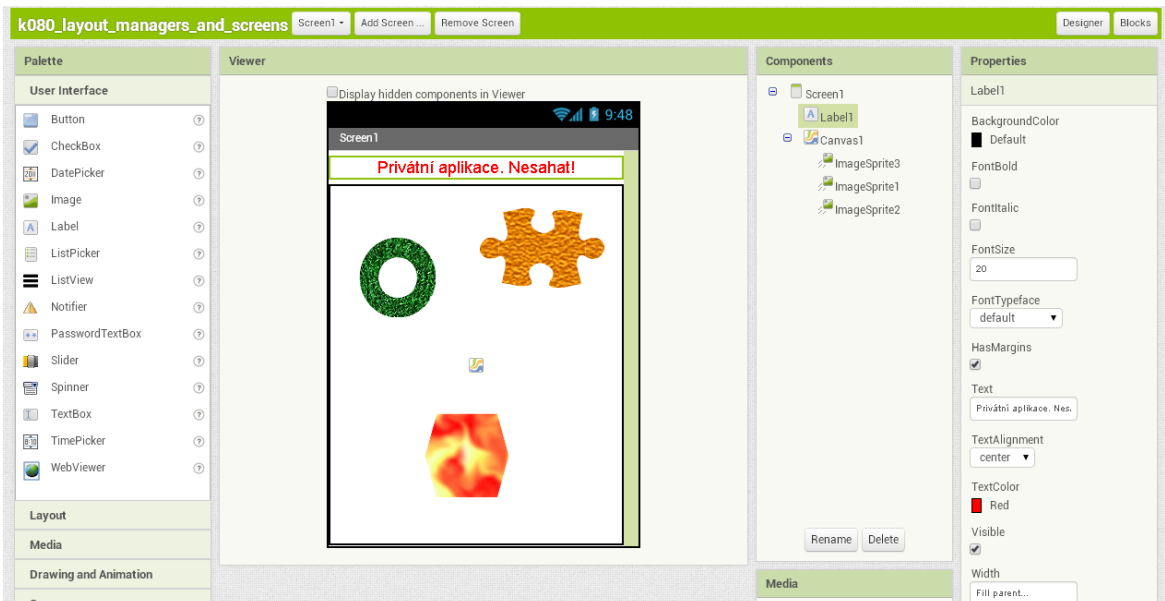 k080_layout_managers_and_screens
Screen1
Add Screen ...
Remove Screen
Designer
Blocks
Palette
User Interface
Button
CheckBox
DatePicker
Image
Label
ListPicker
ListView
Notifier
PasswordTextBox
Slider
Spinner
TextBox
TimePicker
WebViewer
Layout
Media
Drawing and Animation
Viewer
Display hidden components in Viewer
9:48
Screen1
Privátní aplikace. Nesahat!
Components
Screen1
Label1
Canvas1
ImageSprite3
ImageSprite1
ImageSprite2
Rename
Delete
Media
Properties
Label1
BackgroundColor
Default
FontBold
FontItalic
FontSize
20
FontTypeface
default
HasMargins
Text
Privátní aplikace. Nes
TextAlignment
center
TextColor
Red
Visible
Width
Fill parent...